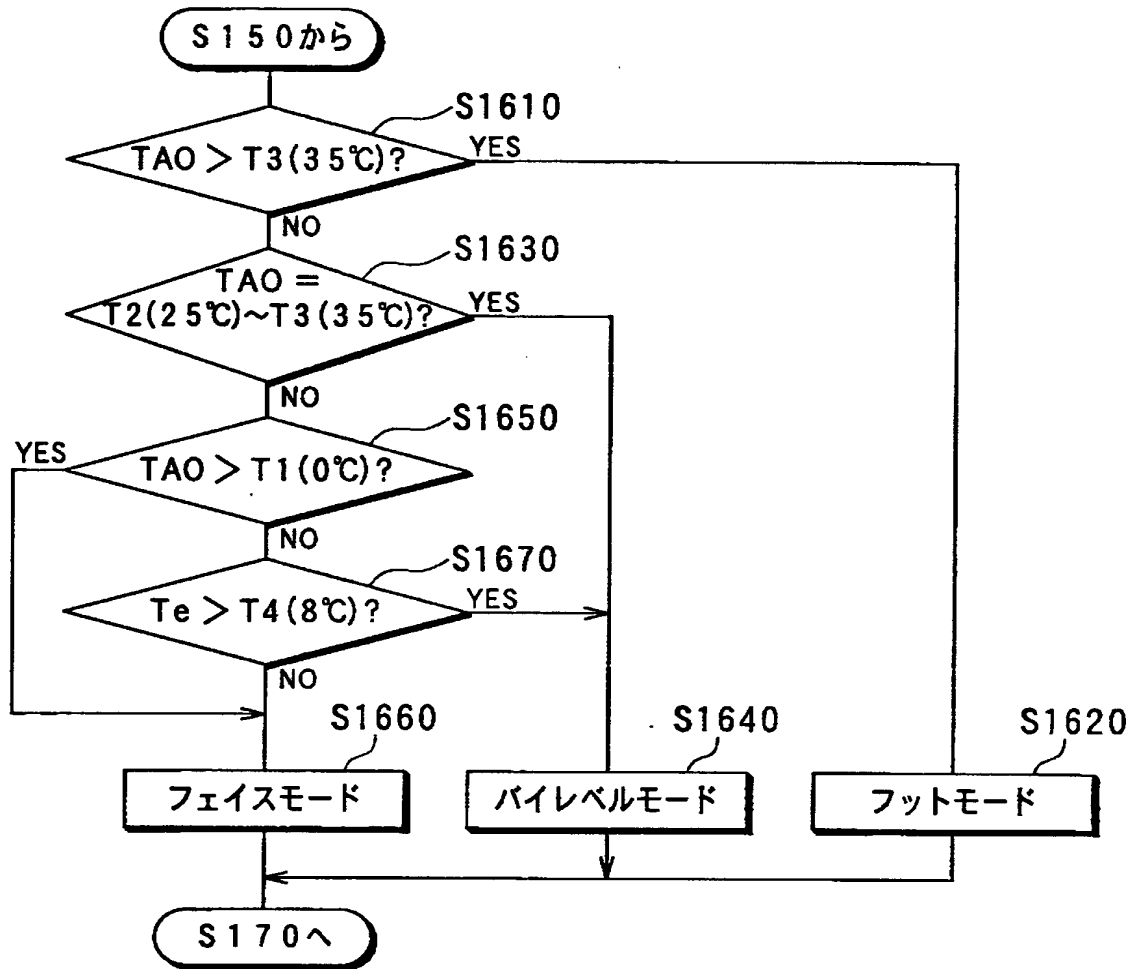 S150から
S1610
TAO > T3(35℃)?
YES
NO
S1630
TAO =
T2(25℃)~T3(35℃)?
YES
NO
S1650
YES
TAO > T1(0℃)?
NO
S1670
Te > T4(8℃)?
YES
NO
S1660
S1640
S1620
フェイスモード
バイレベルモード
フットモード
S170へ